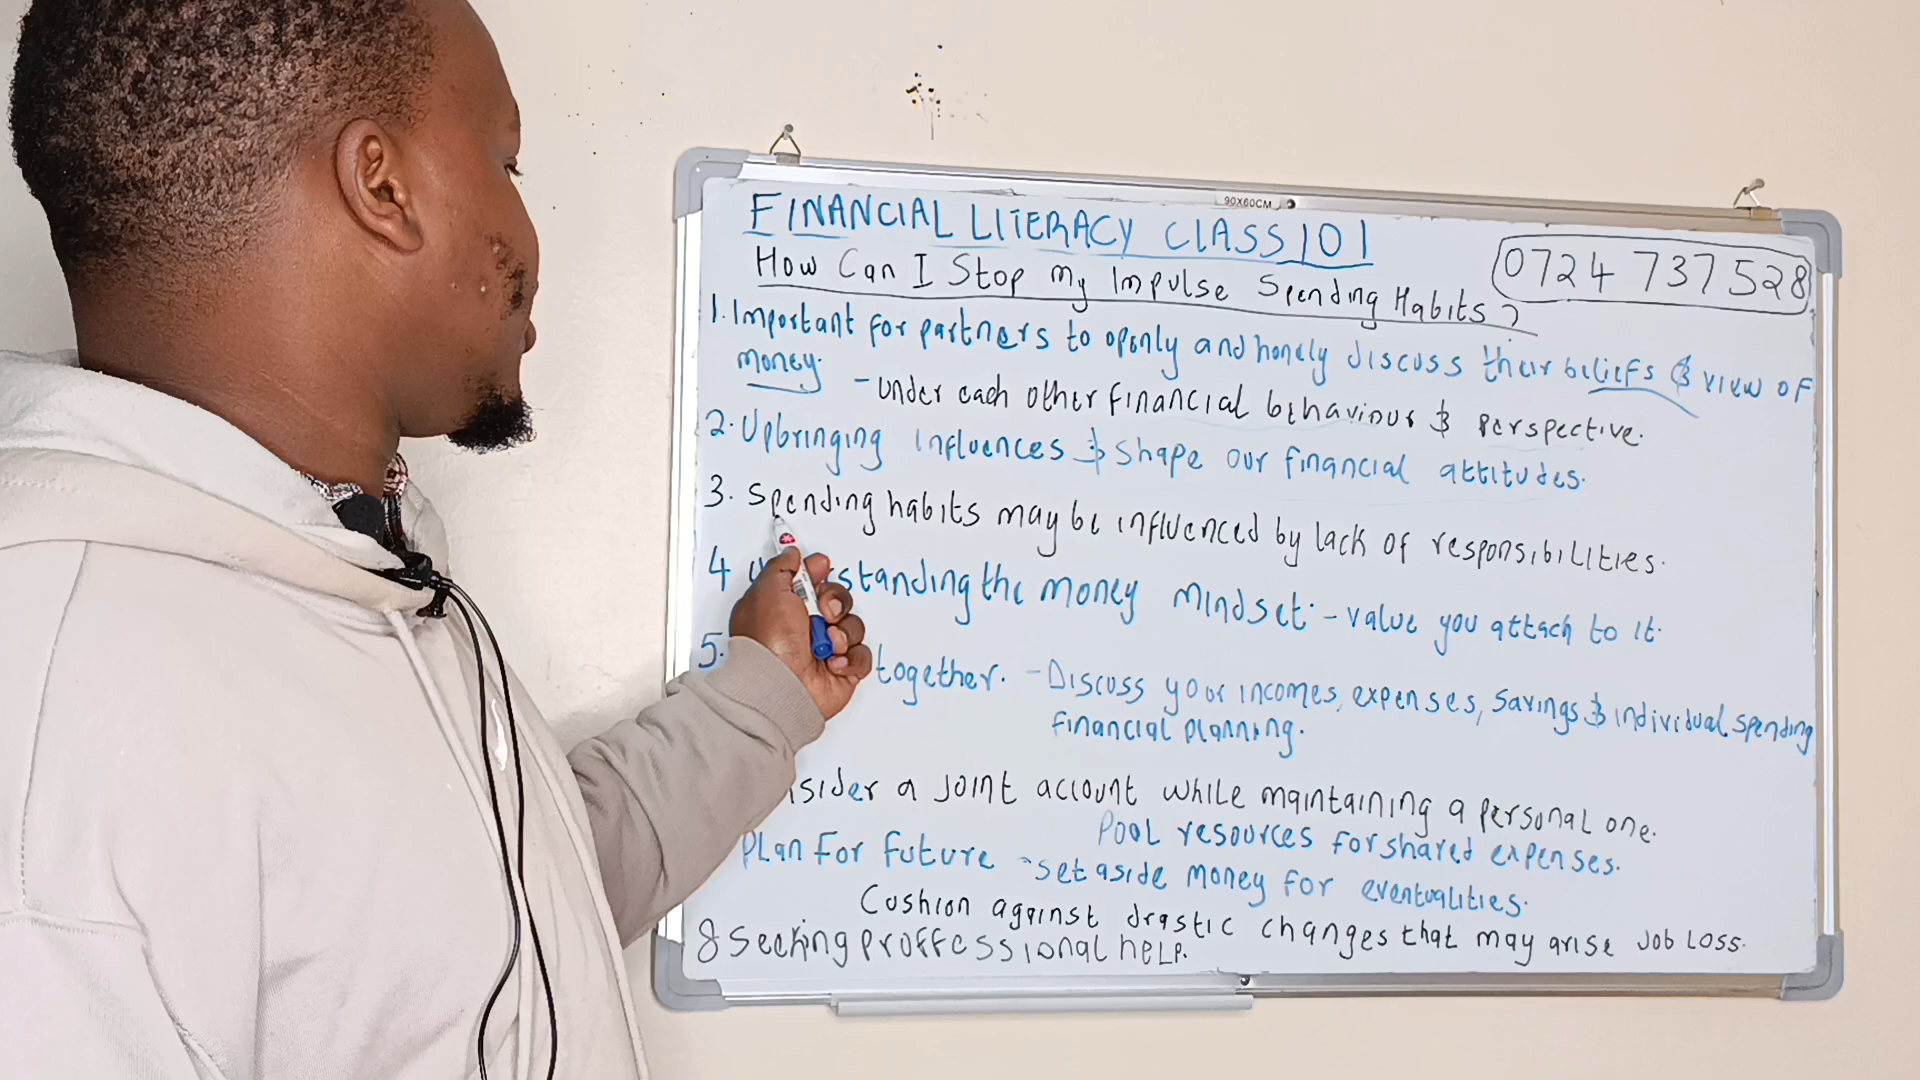 90X60CM
FINANCIAL LITERACY CLASS 101
0724 737 528
How Can I Stop My Impulse Spending Habits?
1. Important for partners to openly and honely discuss their beliefs & view of
money.
- under each other financial behaviour & perspective.
2. Upbringing influences & shape our financial attitudes.
3. Spending habits may be influenced by lack of responsibilities.
4 the money mindset. - value you attach to it.
5. together. - Discuss your incomes, expenses, savings & individual spending
financial planning.
a joint account while maintaining a personal one.
Pool resources for shared expenses.
Plan For future - set aside money for eventualities.
Cushion against drastic changes that may arise Job Loss.
8 Seeking proffessional help.